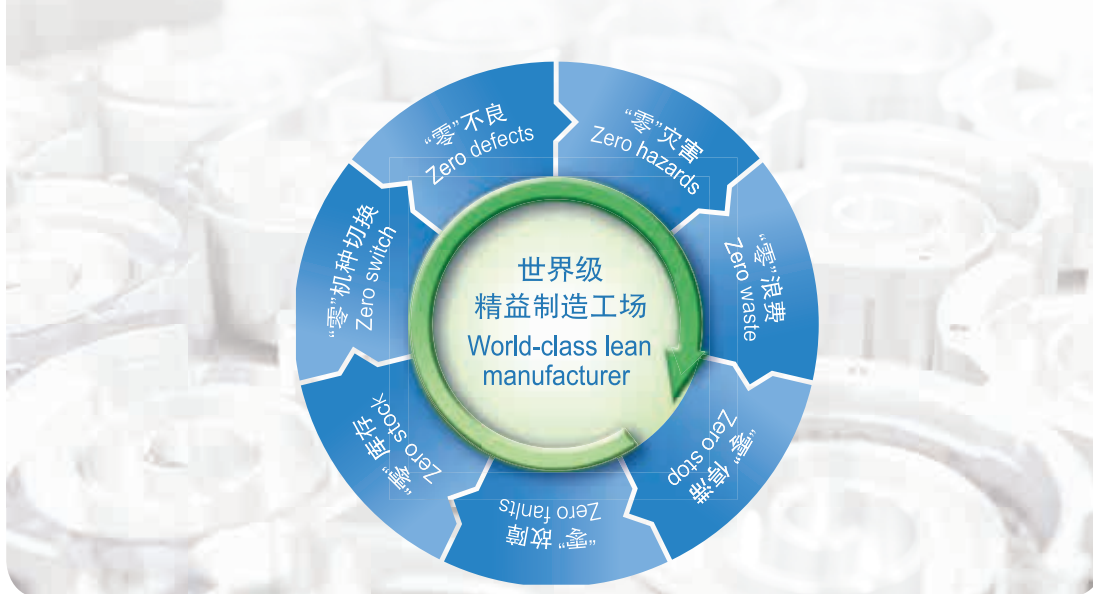 “零”不良
Zero defects
“零”灾害
Zero hazards
“零”浪费
Zero waste
“零”停滞
Zero stop
“零”故障
Zero fanlts
“零”库存
Zero stock
“零”机种切换
Zero switch
世界级
精益制造工场
World-class lean
manufacturer